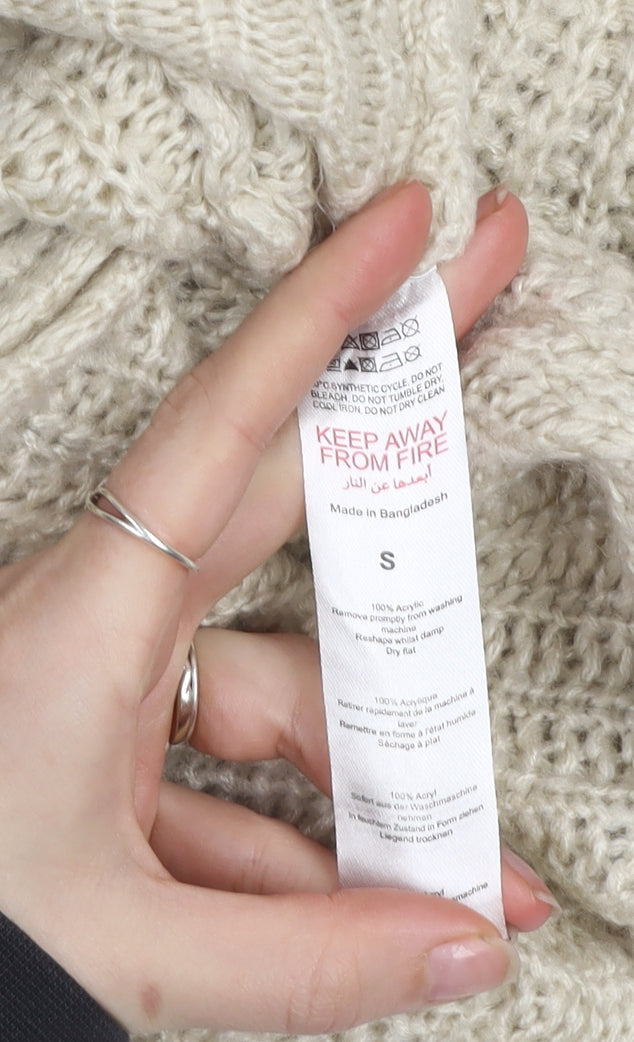 SYNTHETIC CYCLE, DO NOT
BLEACH, DO NOT TUMBLE DRY,
COOL IRON, DO NOT DRY CLEAN
KEEP AWAY
FROM FIRE
أبعدها عن النار
Made in Bangladesh
S
100% Acrylic
Remove promptly from washing
machine
Reshape whilst damp
Dry flat
100% Acrylique
Retirer rapidement de la machine à
laver
Remettre en forme à l'état humide
Séchage à plat
100% Acryl
Sofort aus der Waschmaschine
nehmen
In feuchtem Zustand in Form ziehen
Liegend trocknen